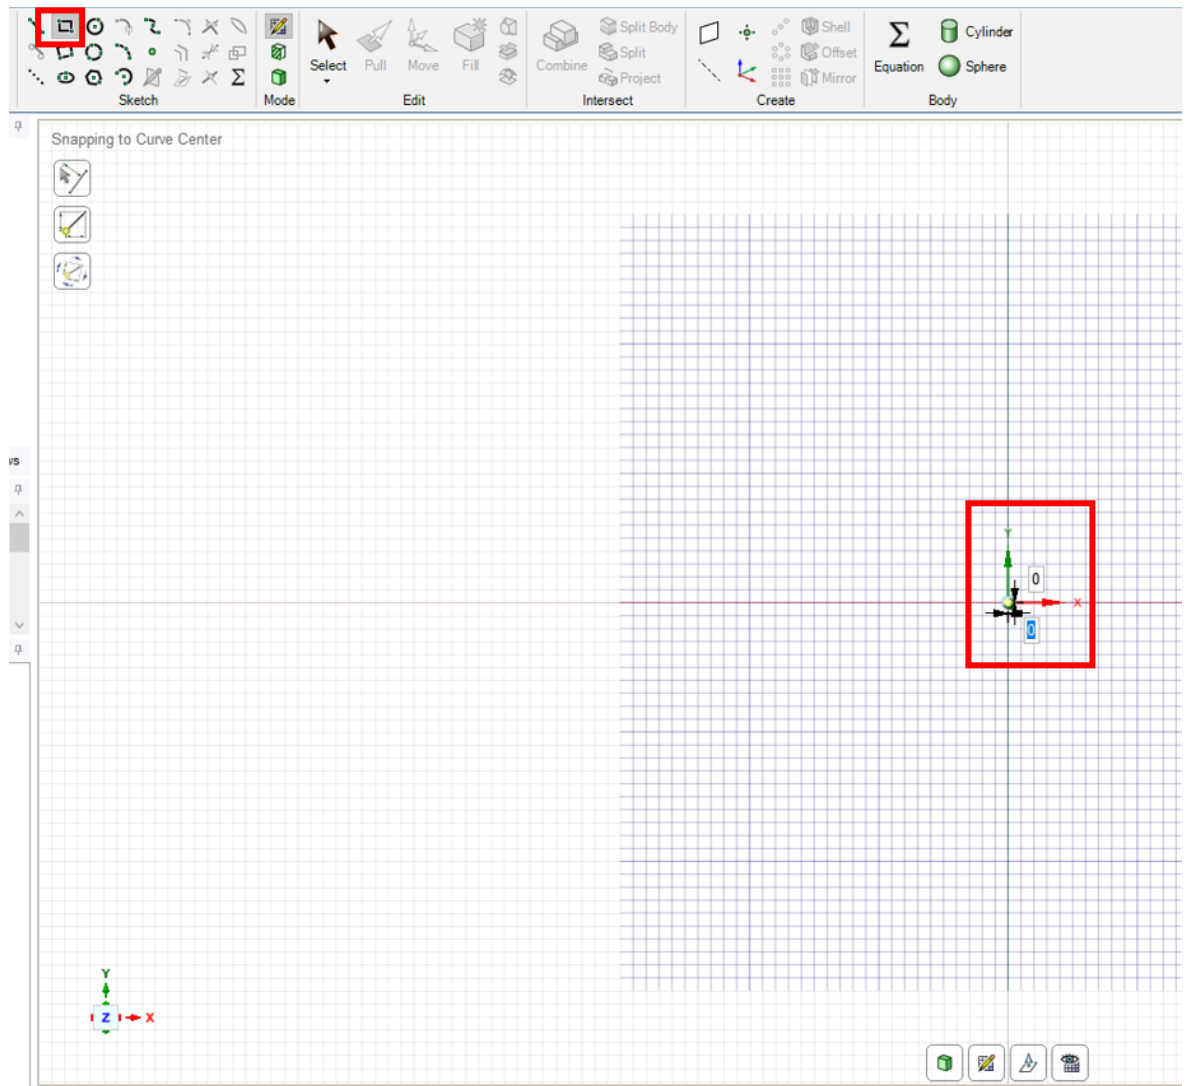 Split Body
Shell
Cylinder
Select
Pull
Move
Fill
Combine
Split
Project
Offset
Mirror
Equation
Sphere
Sketch
Mode
Edit
Intersect
Create
Body
Snapping to Curve Center
ws
Y
0
X
0
Y
Z
X